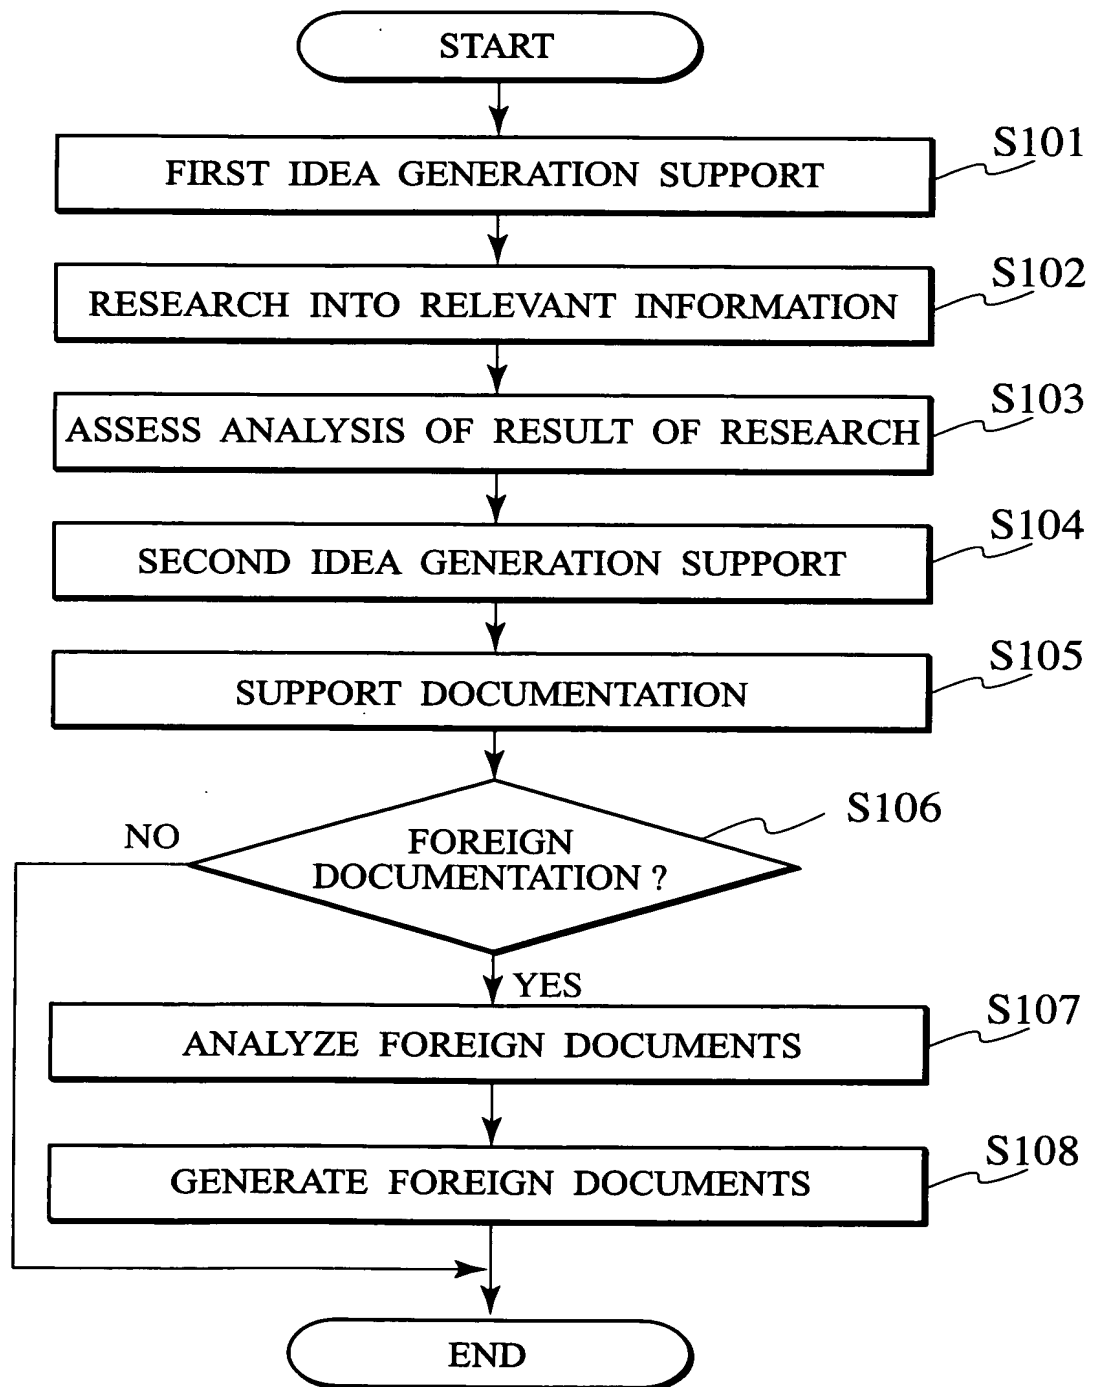 START
S101
FIRST IDEA GENERATION SUPPORT
S102
RESEARCH INTO RELEVANT INFORMATION
S103
ASSESS ANALYSIS OF RESULT OF RESEARCH
S104
SECOND IDEA GENERATION SUPPORT
S105
SUPPORT DOCUMENTATION
S106
NO
FOREIGN
DOCUMENTATION ?
YES
S107
ANALYZE FOREIGN DOCUMENTS
S108
GENERATE FOREIGN DOCUMENTS
END